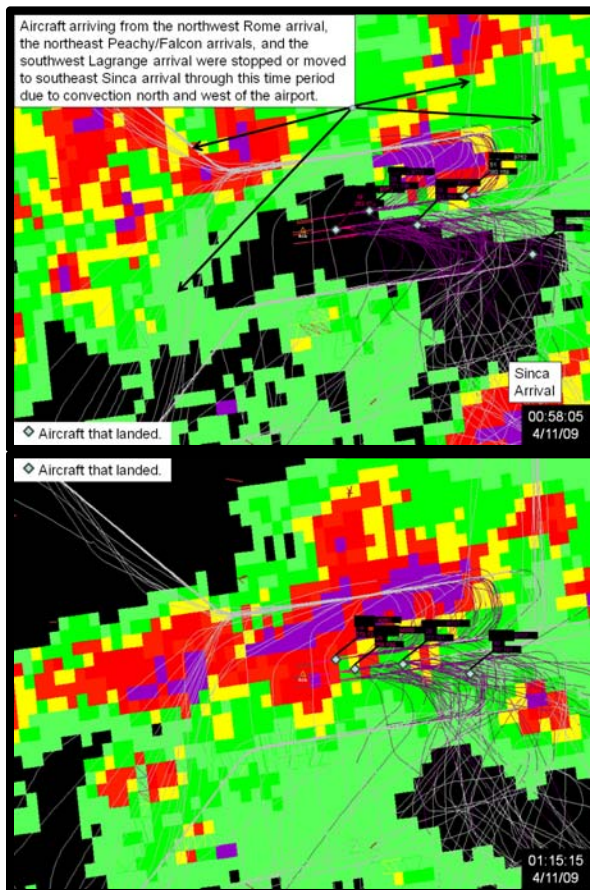 Aircraft arriving from the northwest Rome arrival,
the northeast Peachy/Falcon arrivals, and the
southwest Lagrange arrival were stopped or moved
to southeast Sinca arrival through this time period
due to convection north and west of the airport.
Sinca
Arrival
Aircraft that landed.
00:58:05
4/11/09
Aircraft that landed.
01:15:15
4/11/09